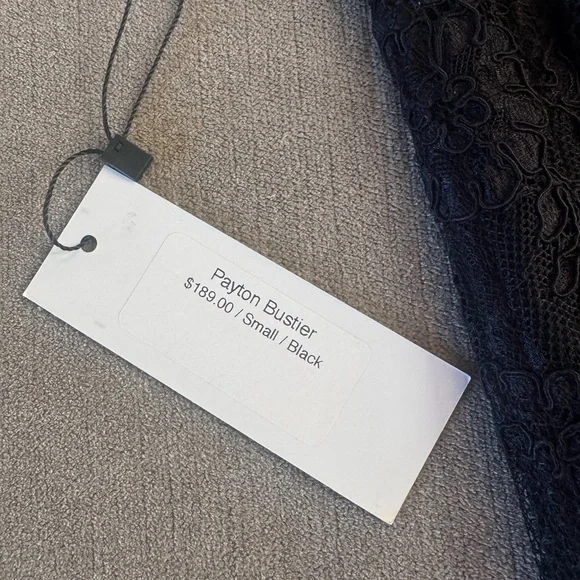 Payton Bustier
$189.00 / Small / Black